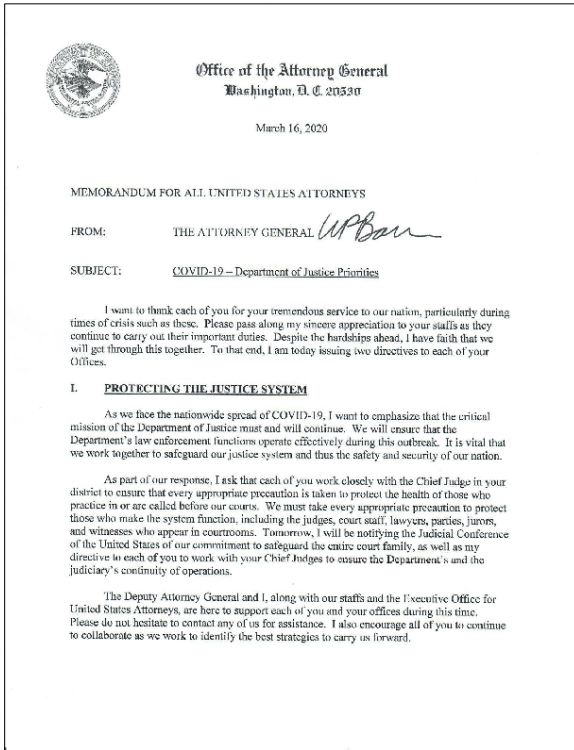 Office of the Attorney General
Washington, D. C. 20530
March 16, 2020
MEMORANDUM FOR ALL UNITED STATES ATTORNEYS
FROM: THE ATTORNEY GENERAL WPBarr
SUBJECT: COVID-19 – Department of Justice Priorities
I want to thank each of you for your tremendous service to our nation, particularly during
times of crisis such as these. Please pass along my sincere appreciation to your staffs as they
continue to carry out their important duties. Despite the hardships ahead, I have faith that we
will get through this together. To that end, I am today issuing two directives to each of your
Offices.
I. PROTECTING THE JUSTICE SYSTEM
As we face the nationwide spread of COVID-19, I want to emphasize that the critical
mission of the Department of Justice must and will continue. We will ensure that the
Department's law enforcement functions operate effectively during this outbreak. It is vital that
we work together to safeguard our justice system and thus the safety and security of our nation.
As part of our response, I ask that each of you work closely with the Chief Judge in your
district to ensure that every appropriate precaution is taken to protect the health of those who
practice in or are called before our courts. We must take every appropriate precaution to protect
those who make the system function, including the judges, court staff, lawyers, parties, jurors,
and witnesses who appear in courtrooms. Tomorrow, I will be notifying the Judicial Conference
of the United States of our commitment to safeguard the entire court family, as well as my
directive to each of you to work with your Chief Judges to ensure the Department's and the
judiciary's continuity of operations.
The Deputy Attorney General and I, along with our staffs and the Executive Office for
United States Attorneys, are here to support each of you and your offices during this time.
Please do not hesitate to contact any of us for assistance. I also encourage all of you to continue
to collaborate as we work to identify the best strategies to carry us forward.